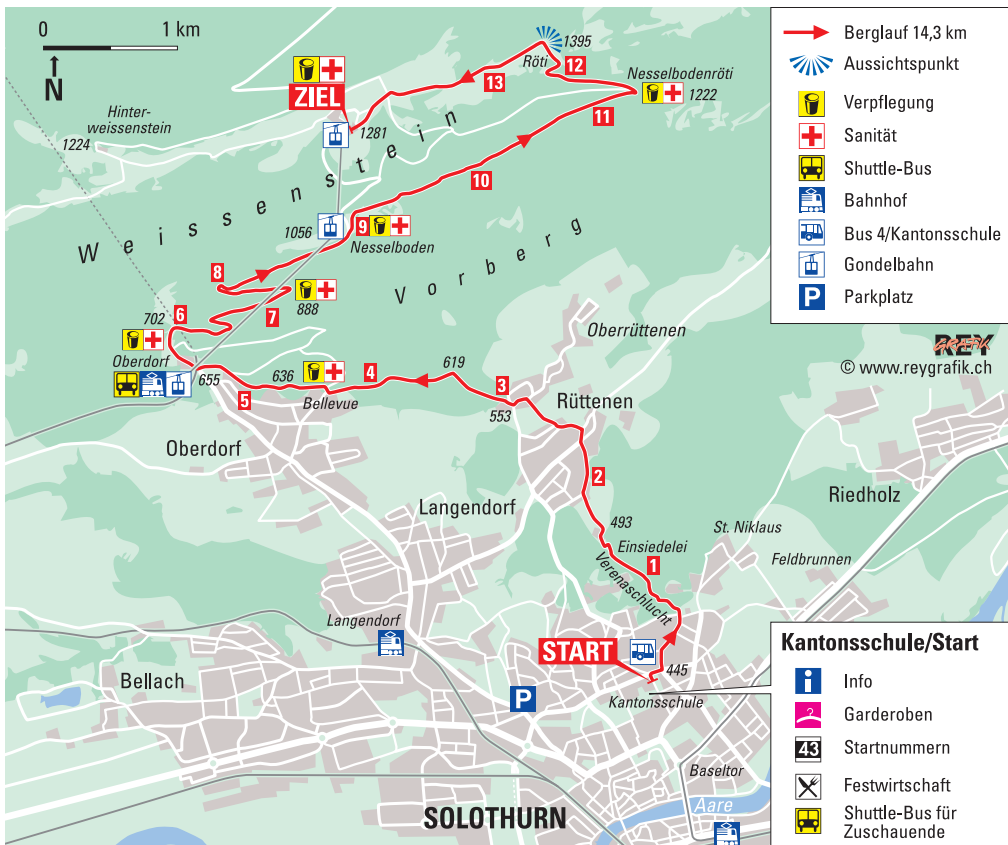 0 1 km
N
Berglauf 14,3 km
Aussichtspunkt
Verpflegung
Sanität
Shuttle-Bus
Bahnhof
Bus 4/Kantonsschule
Gondelbahn
P Parkplatz
REY
GRAFIK
© www.reygrafik.ch
1395
Röti
12
13
Nesselbodenröti
1222
11
ZIEL
1281
Hinter-
weissenstein
1224
10
Weissenstein
1056
9
Nesselboden
Vorberg
8
888
7
6
702
Oberdorf
655
5
636
Bellevue
4
619
3
553
Oberrüttenen
Rüttenen
Oberdorf
2
Langendorf
493
Einsiedelei
1
Verenaschlucht
St. Niklaus
Riedholz
Feldbrunnen
Langendorf
START
445
Kantonsschule
Bellach
P
Baseltor
Aare
SOLOTHURN
Kantonsschule/Start
i Info
Garderoben
43 Startnummern
Festwirtschaft
Shuttle-Bus für
Zuschauende